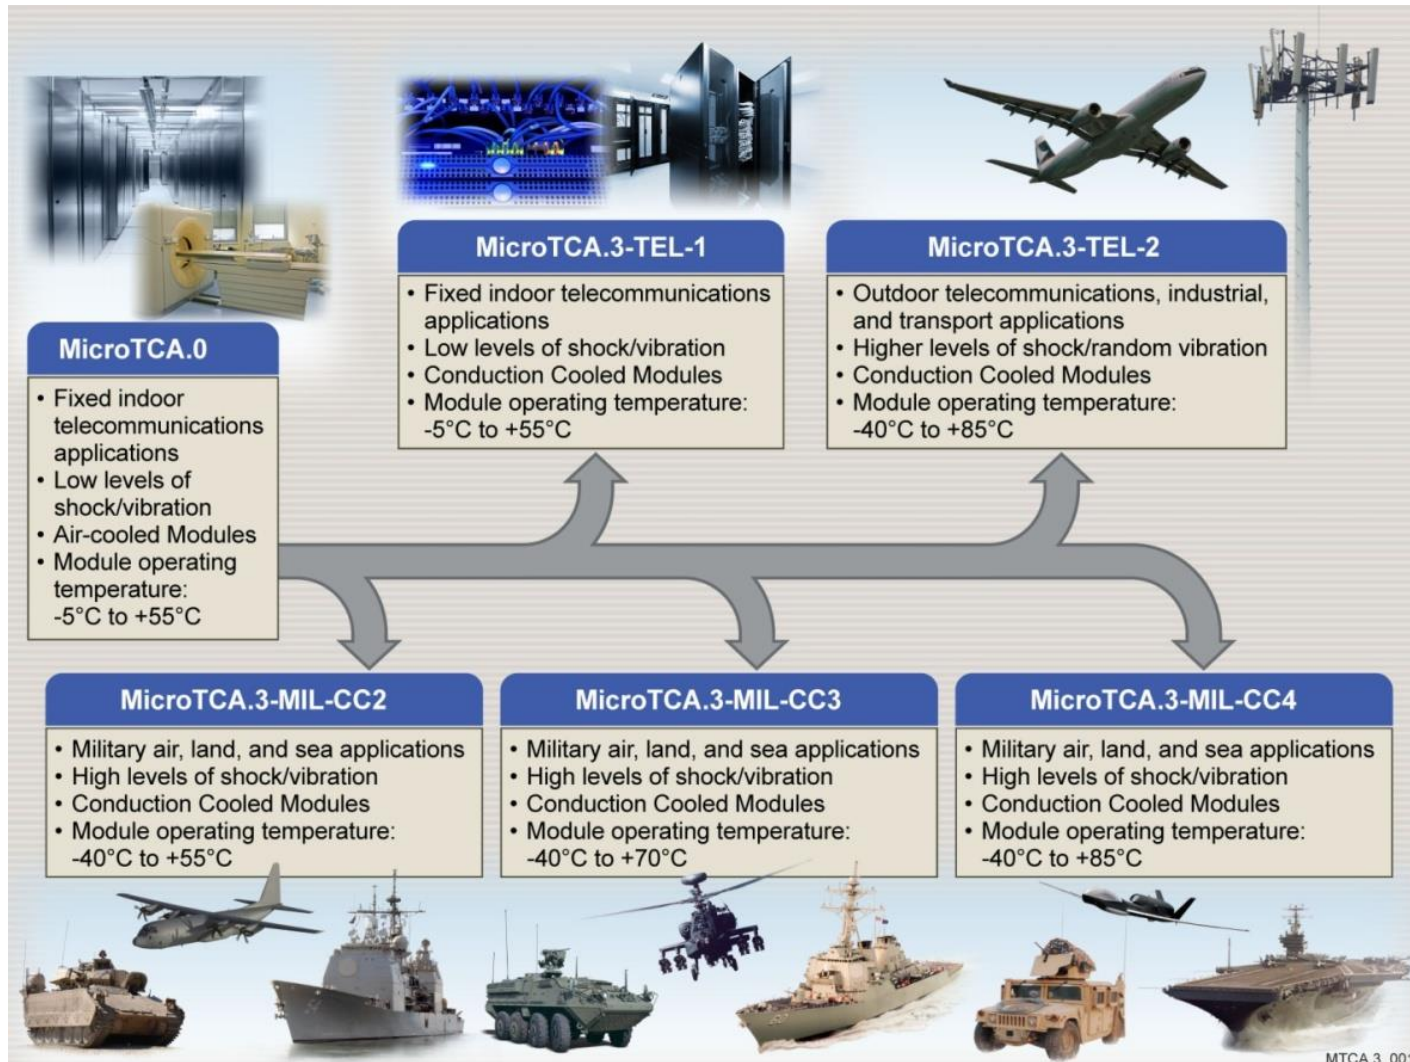 MicroTCA.0
• Fixed indoor
telecommunications
applications
• Low levels of
shock/vibration
• Air-cooled Modules
• Module operating
temperature:
-5°C to +55°C
MicroTCA.3-TEL-1
• Fixed indoor telecommunications
applications
• Low levels of shock/vibration
• Conduction Cooled Modules
• Module operating temperature:
-5°C to +55°C
MicroTCA.3-TEL-2
• Outdoor telecommunications, industrial,
and transport applications
• Higher levels of shock/random vibration
• Conduction Cooled Modules
• Module operating temperature:
-40°C to +85°C
MicroTCA.3-MIL-CC2
• Military air, land, and sea applications
• High levels of shock/vibration
• Conduction Cooled Modules
• Module operating temperature:
-40°C to +55°C
MicroTCA.3-MIL-CC3
• Military air, land, and sea applications
• High levels of shock/vibration
• Conduction Cooled Modules
• Module operating temperature:
-40°C to +70°C
MicroTCA.3-MIL-CC4
• Military air, land, and sea applications
• High levels of shock/vibration
• Conduction Cooled Modules
• Module operating temperature:
-40°C to +85°C
MTCA.3